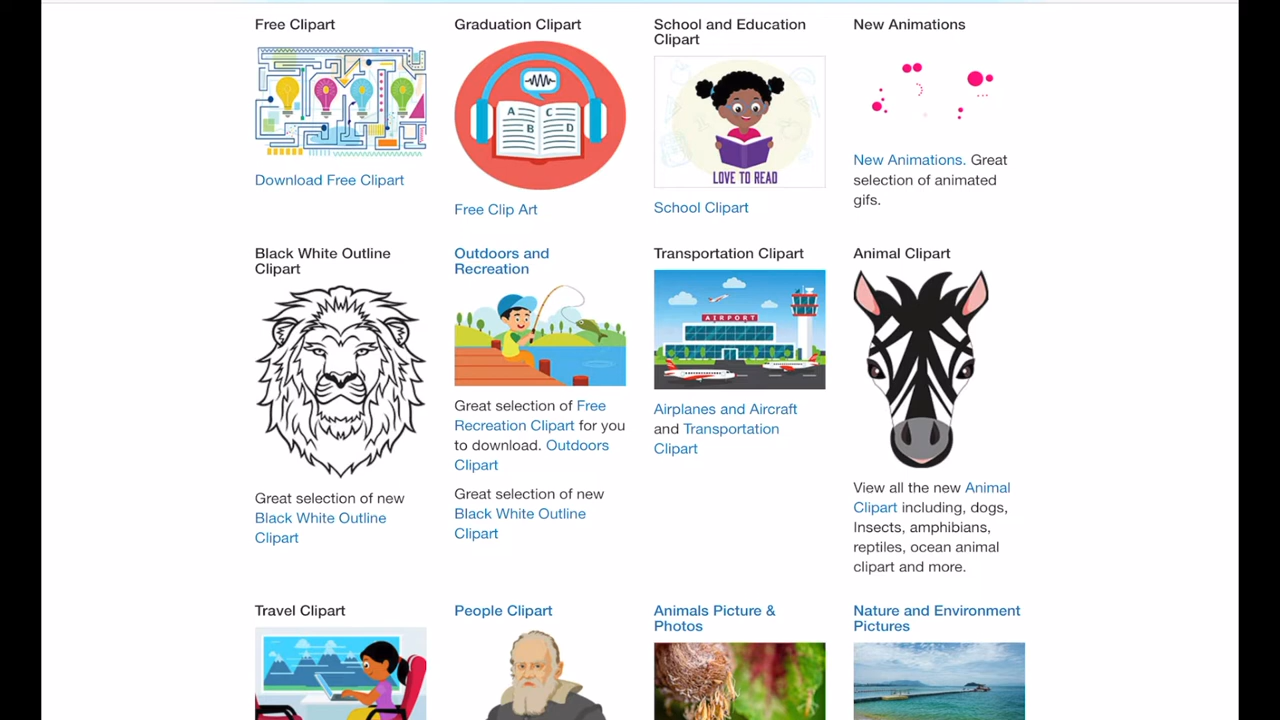 Free Clipart
Download Free Clipart
Graduation Clipart
A
B
C
D
Free Clip Art
School and Education
Clipart
LOVE TO READ
School Clipart
New Animations
New Animations. Great
selection of animated
gifs.
Black White Outline
Clipart
Great selection of new
Black White Outline
Clipart
Outdoors and
Recreation
Great selection of Free
Recreation Clipart for you
to download. Outdoors
Clipart
Great selection of new
Black White Outline
Clipart
Transportation Clipart
AIRPORT
Airplanes and Aircraft
and Transportation
Clipart
Animal Clipart
View all the new Animal
Clipart including, dogs,
Insects, amphibians,
reptiles, ocean animal
clipart and more.
Travel Clipart
People Clipart
Animals Picture &
Photos
Nature and Environment
Pictures